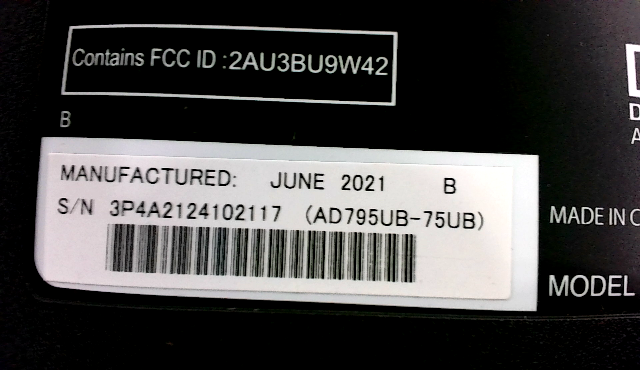 Contains FCC ID :2AU3BU9W42
B
MANUFACTURED: JUNE 2021 B
S/N 3P4A2124102117 (AD795UB-75UB)
MADE IN
MODEL